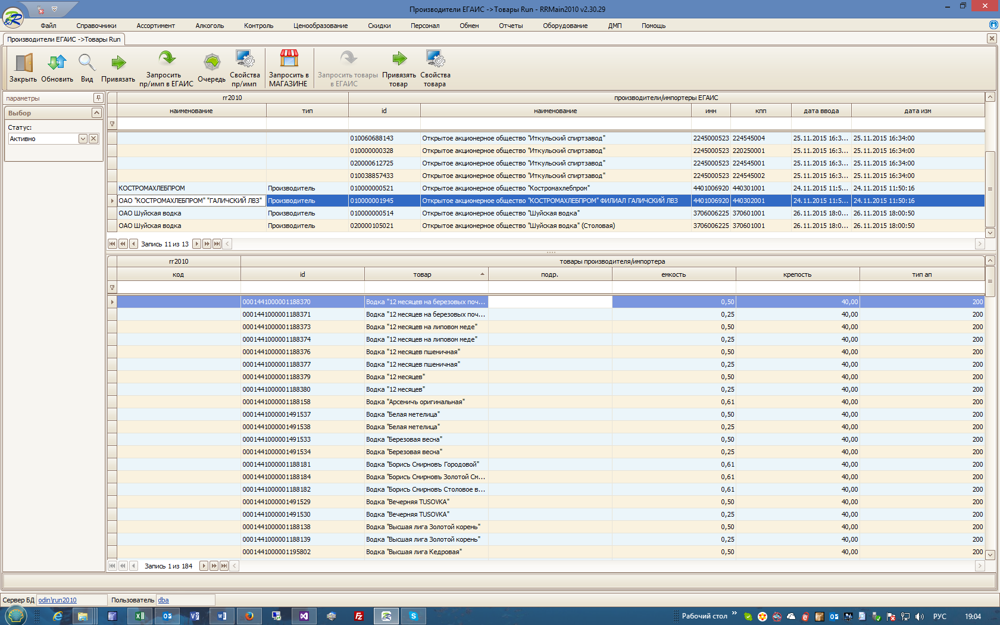 Производители ЕГАИС ->Товары Run - RRMain2010 v2.30.29
Файл Справочники Ассортимент Алкоголь Контроль Ценообразование Скидки Персонал Обмен Отчеты Оборудование ДМП Помощь
Производители ЕГАИС ->Товары Run
Закрыть Обновить Вид Привязать Запросить пр/имп в ЕГАИС Очередь Свойства пр/имп Запросить в МАГАЗИНЕ Запросить товары в ЕГАИС Привязять товар Свойства товара
параметры
Выбор
Статус:
Активно
rr2010 производители/импортеры ЕГАИС
наименование тип id наименование инн кпп дата ввода дата изм
010060688143 Открытое акционерное общество "Иткульский спиртзавод" 2245000523 224545004 25.11.2015 16:3... 25.11.2015 16:34:00
010000000328 Открытое акционерное общество "Иткульский спиртзавод" 2245000523 220250001 25.11.2015 16:3... 25.11.2015 16:34:00
020000612725 Открытое акционерное общество "Иткульский спиртзавод" 2245000523 224545001 25.11.2015 16:3... 25.11.2015 16:34:00
010038857433 Открытое акционерное общество "Иткульский спиртзавод" 2245000523 224545002 25.11.2015 16:3... 25.11.2015 16:34:00
КОСТРОМАХЛЕБПРОМ Производитель 010000000521 Открытое акционерное общество "Костромахлебпром" 4401006920 440301001 24.11.2015 11:5... 24.11.2015 11:50:16
ОАО "КОСТРОМАХЛЕБПРОМ" "ГАЛИЧСКИЙ ЛВЗ" Производитель 010000001945 Открытое акционерное общество "КОСТРОМАХЛЕБПРОМ" ФИЛИАЛ ГАЛИЧСКИЙ ЛВЗ 4401006920 440302001 24.11.2015 11:5... 24.11.2015 11:50:16
ОАО Шуйская водка Производитель 010000000514 Открытое акционерное общество "Шуйская водка" 3706006225 370601001 26.11.2015 18:0... 26.11.2015 18:00:50
ОАО Шуйская водка Производитель 020000105021 Открытое акционерное общество "Шуйская водка" (Столовая) 3706006225 370601001 26.11.2015 18:0... 26.11.2015 18:00:50
Запись 11 из 13
rr2010 товары производителя/импортера
код id товар подр. емкость крепость тип ап
0001441000001188370 Водка "12 месяцев на березовых поч... 0,50 40,00 200
0001441000001188371 Водка "12 месяцев на березовых поч... 0,25 40,00 200
0001441000001188373 Водка "12 месяцев на липовом меде" 0,50 40,00 200
0001441000001188374 Водка "12 месяцев на липовом меде" 0,25 40,00 200
0001441000001188376 Водка "12 месяцев пшеничная" 0,50 40,00 200
0001441000001188377 Водка "12 месяцев пшеничная" 0,25 40,00 200
0001441000001188379 Водка "12 месяцев" 0,50 40,00 200
0001441000001188380 Водка "12 месяцев" 0,25 40,00 200
0001441000001188158 Водка "Арсеничъ оригинальная" 0,61 40,00 200
0001441000001491537 Водка "Белая метелица" 0,50 40,00 200
0001441000001491538 Водка "Белая метелица" 0,25 40,00 200
0001441000001491533 Водка "Березовая весна" 0,50 40,00 200
0001441000001491534 Водка "Березовая весна" 0,25 40,00 200
0001441000001188181 Водка "Борисъ Смирновъ Городовой" 0,61 40,00 200
0001441000001188184 Водка "Борисъ Смирновъ Золотой См... 0,61 40,00 200
0001441000001188182 Водка "Борисъ Смирновъ Столовое в... 0,61 40,00 200
0001441000001491529 Водка "Вечерняя TUSOVKA" 0,50 40,00 200
0001441000001491530 Водка "Вечерняя TUSOVKA" 0,25 40,00 200
0001441000001188138 Водка "Высшая лига Золотой корень" 0,50 40,00 200
0001441000001188139 Водка "Высшая лига Золотой корень" 0,25 40,00 200
0001441000001195802 Водка "Высшая лига Кедровая" 0,50 40,00 200
Запись 1 из 184
Сервер БД odin\run2010 Пользователь dba
Рабочий стол РУС 19:04